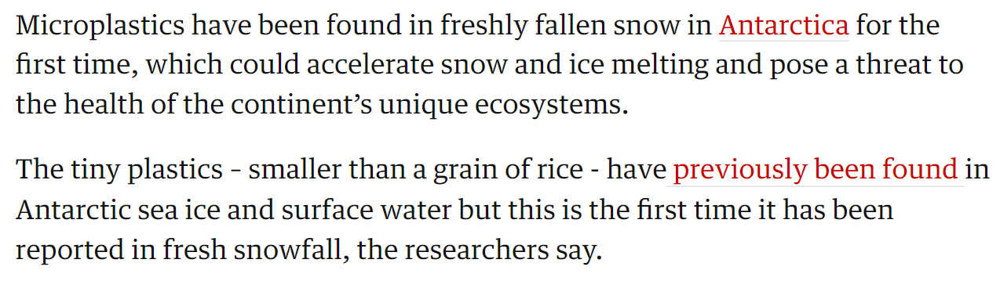 Microplastics have been found in freshly fallen snow in Antarctica for the
first time, which could accelerate snow and ice melting and pose a threat to
the health of the continent’s unique ecosystems.
The tiny plastics – smaller than a grain of rice - have previously been found in
Antarctic sea ice and surface water but this is the first time it has been
reported in fresh snowfall, the researchers say.